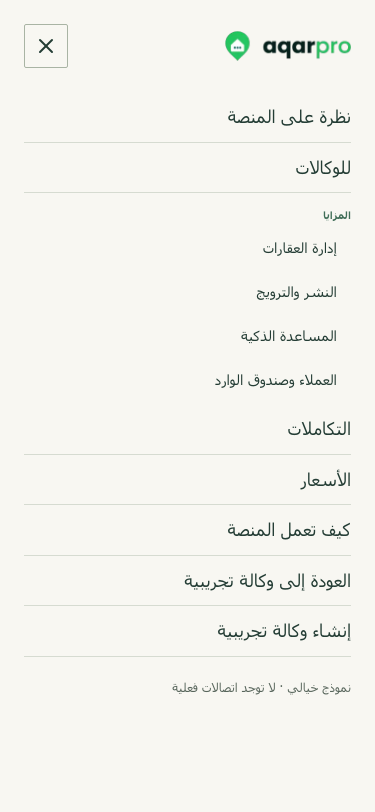 aqarpro
نظرة على المنصة
للوكالات
المزايا
إدارة العقارات
النشر والترويج
المساعدة الذكية
العملاء وصندوق الوارد
التكاملات
الأسعار
كيف تعمل المنصة
العودة إلى وكالة تجريبية
إنشاء وكالة تجريبية
نموذج خيالي · لا توجد اتصالات فعلية